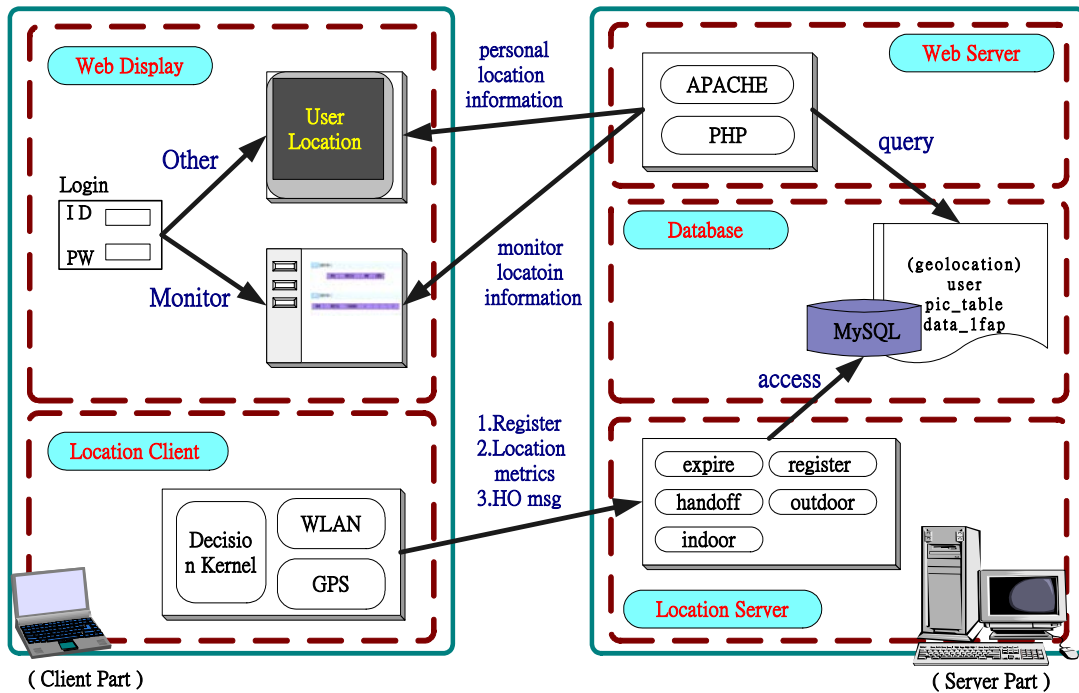 Web Display
User
Location
Other
Login
I D
PW
Monitor
personal
location
information
monitor
locatoin
information
Web Server
APACHE
PHP
query
Database
(geolocation)
user
pic_table
data_lfap
MySQL
access
Location Client
Decisio
n Kernel
WLAN
GPS
1.Register
2.Location
metrics
3.HO msg
expire
register
handoff
outdoor
indoor
Location Server
( Client Part )
( Server Part )